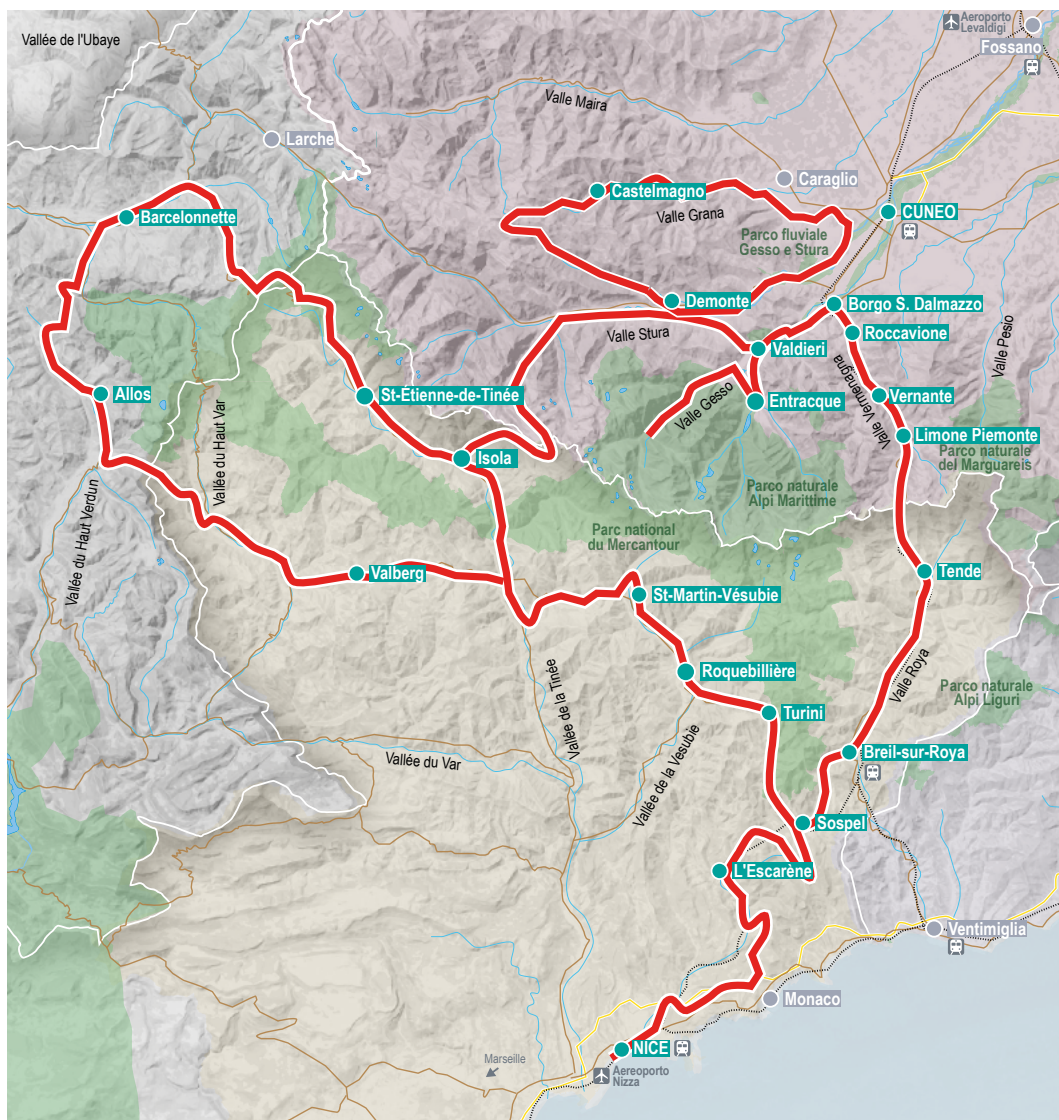 Vallée de l'Ubaye
Aeroporto
Levaldigi
Fossano
Valle Maira
Larche
Caraglio
Castelmagno
Valle Grana
CUNEO
Barcelonnette
Parco fluviale
Gesso e Stura
Demonte
Borgo S. Dalmazzo
Valle Stura
Roccavione
Valdieri
Valle Pesio
Allos
St-Étienne-de-Tinée
Valle Gesso
Entracque
Valle Vermenagna
Vernante
Limone Piemonte
Parco naturale
del Marguareis
Vallée du Haut Var
Isola
Parco naturale
Alpi Marittime
Vallée du Haut Verdun
Parc national
du Mercantour
Valberg
Tende
St-Martin-Vésubie
Roquebillière
Valle Roya
Parco naturale
Alpi Liguri
Turini
Vallée de la Tinée
Vallée de la Vesubie
Vallée du Var
Breil-sur-Roya
Sospel
L'Escarène
Ventimiglia
Monaco
NICE
Marseille
Aereoporto
Nizza